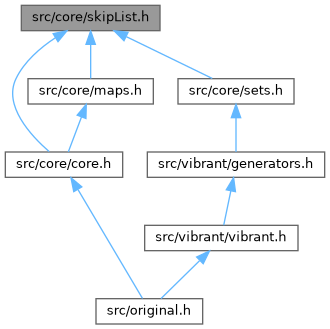 src/core/skipList.h
src/core/maps.h
src/core/sets.h
src/core/core.h
src/vibrant/generators.h
src/vibrant/vibrant.h
src/original.h